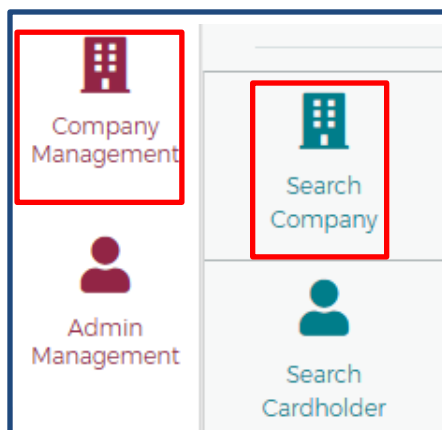 Company
Management
Search
Company
Admin
Management
Search
Cardholder